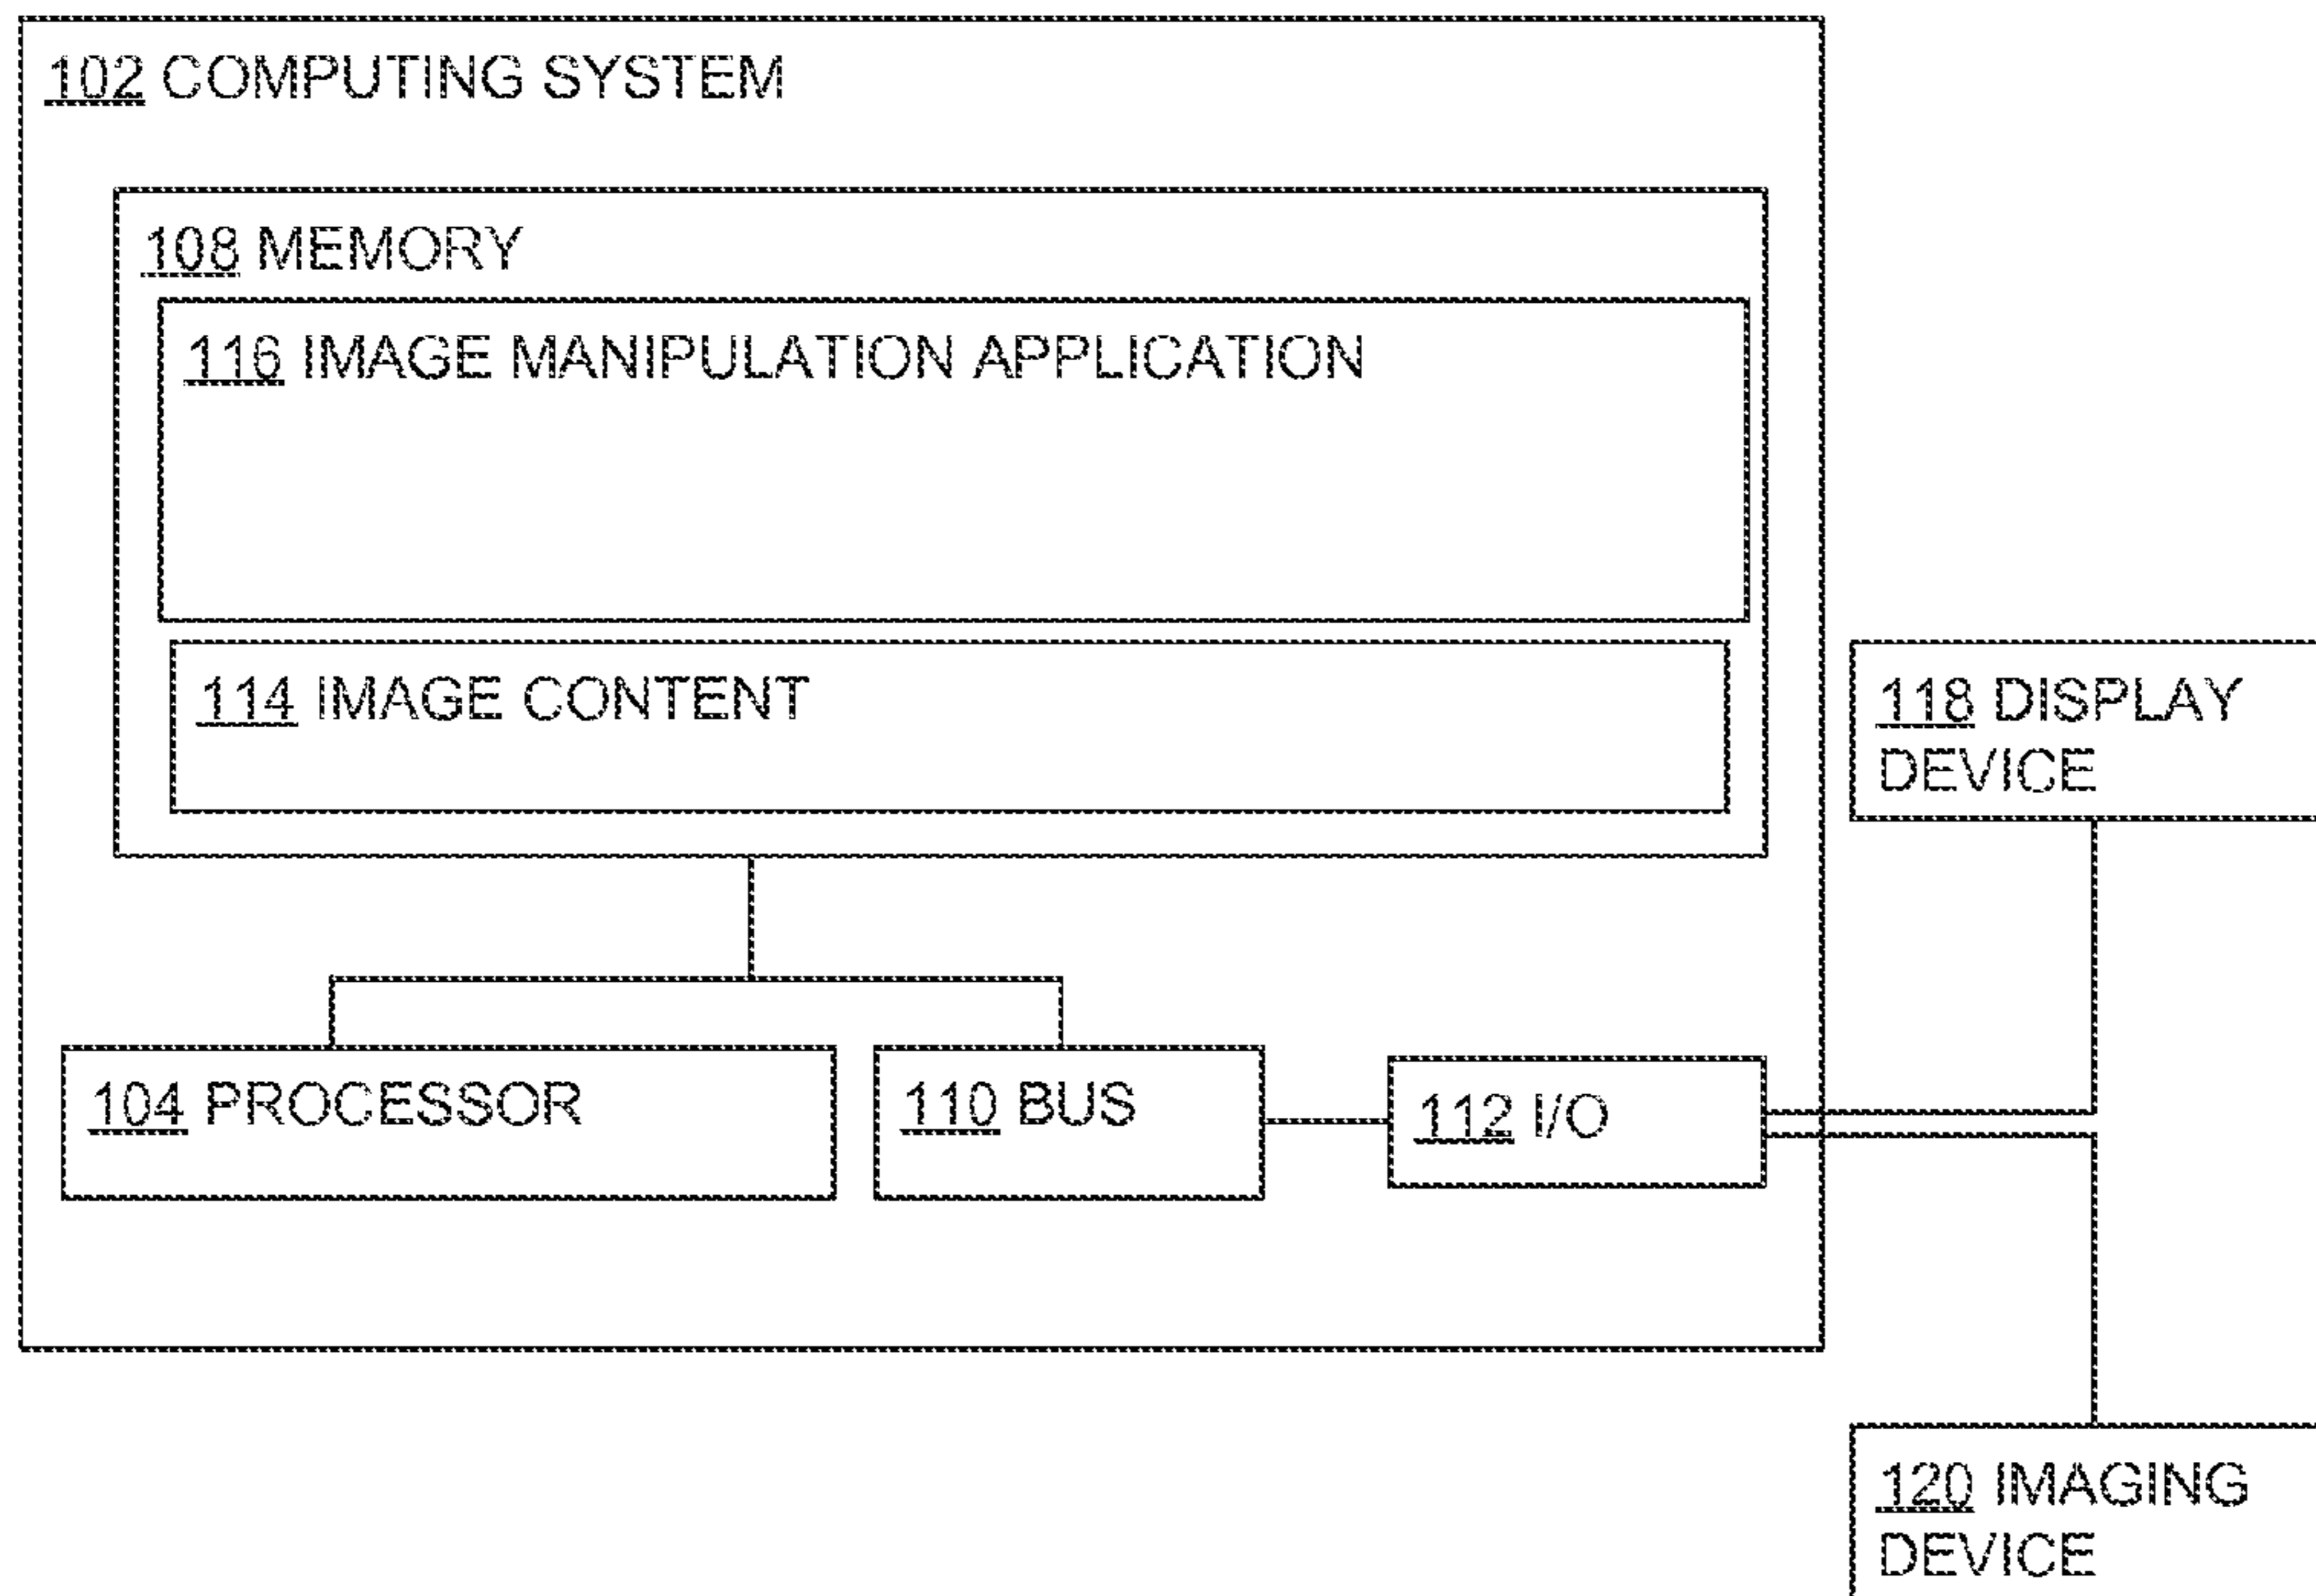 102 COMPUTING SYSTEM
108 MEMORY
116 IMAGE MANIPULATION APPLICATION
114 IMAGE CONTENT
118 DISPLAY
DEVICE
104 PROCESSOR
110 BUS
112 I/O
120 IMAGING
DEVICE